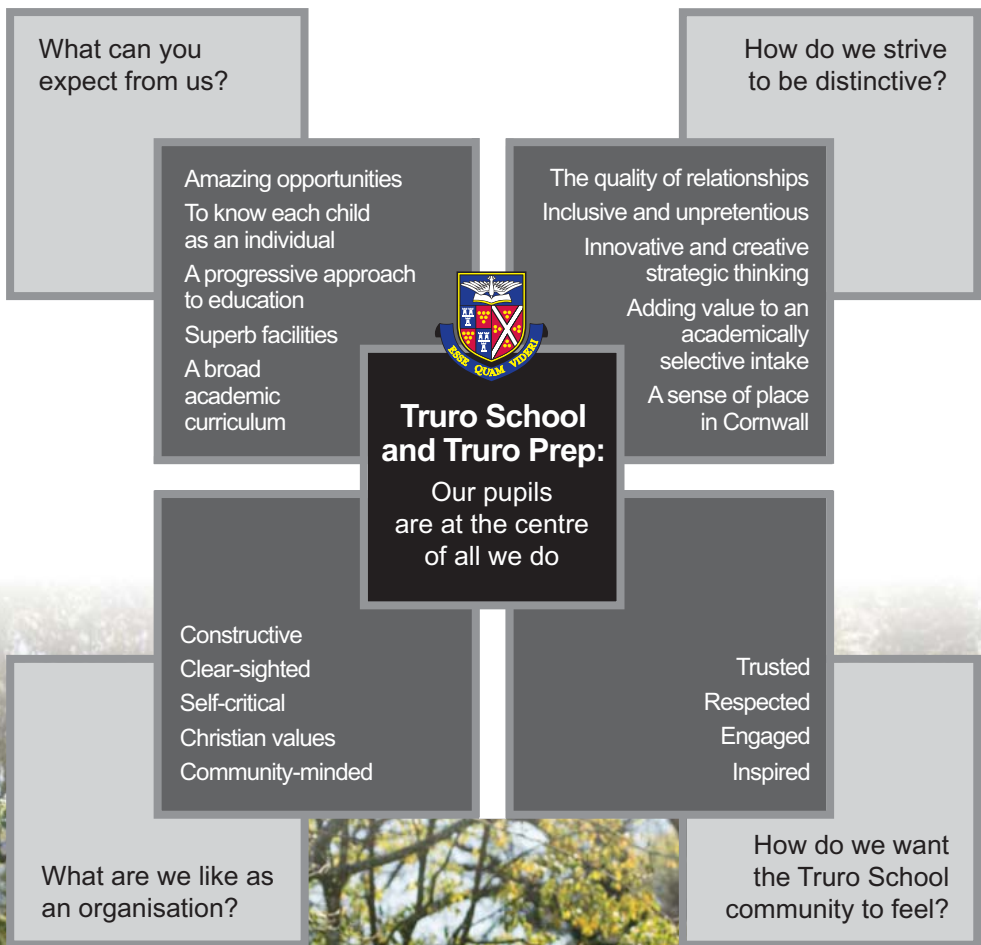 What can you
expect from us?
How do we strive
to be distinctive?
Amazing opportunities
To know each child
as an individual
A progressive approach
to education
Superb facilities
A broad
academic
curriculum
The quality of relationships
Inclusive and unpretentious
Innovative and creative
strategic thinking
Adding value to an
academically
selective intake
A sense of place
in Cornwall
ESSE QUAM VIDERI
Truro School
and Truro Prep:
Our pupils
are at the centre
of all we do
Constructive
Clear-sighted
Self-critical
Christian values
Community-minded
Trusted
Respected
Engaged
Inspired
What are we like as
an organisation?
How do we want
the Truro School
community to feel?